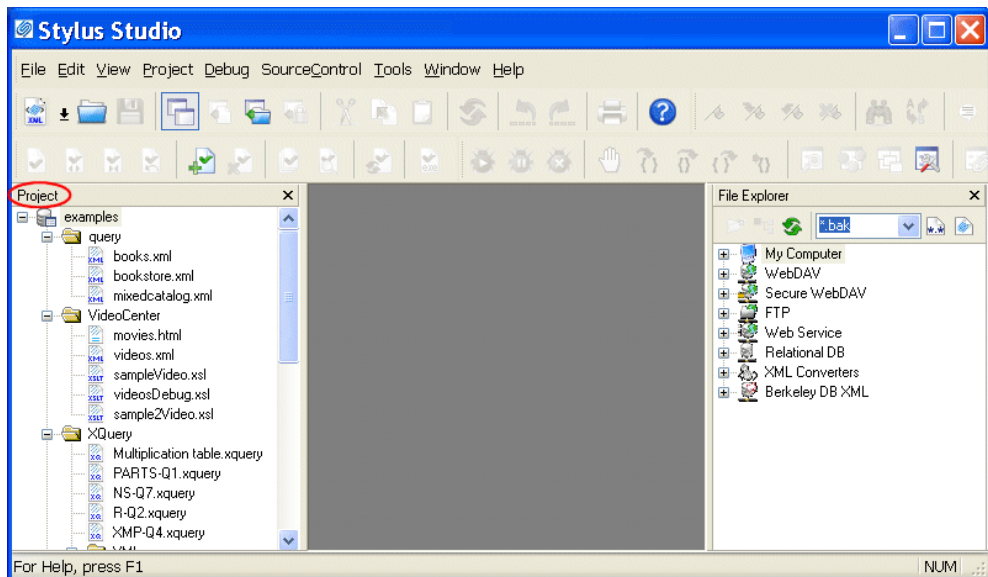 Stylus Studio
File Edit View Project Debug SourceControl Tools Window Help
Project
examples
query
books.xml
bookstore.xml
mixedcatalog.xml
VideoCenter
movies.html
videos.xml
sampleVideo.xsl
videosDebug.xsl
sample2Video.xsl
XQuery
Multiplication table.xquery
PARTS-Q1.xquery
NS-Q7.xquery
R-Q2.xquery
XMP-Q4.xquery
File Explorer
*.bak
My Computer
WebDAV
Secure WebDAV
FTP
Web Service
Relational DB
XML Converters
Berkeley DB XML
For Help, press F1
NUM